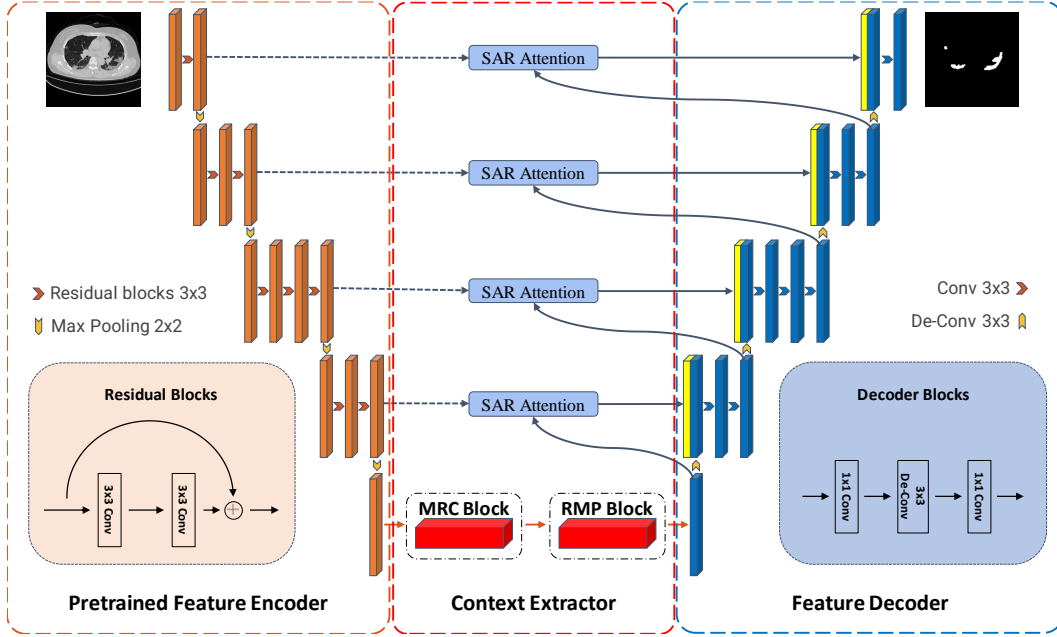 SAR Attention
SAR Attention
SAR Attention
SAR Attention
Residual blocks 3x3
Max Pooling 2x2
Conv 3x3
De-Conv 3x3
Residual Blocks
3x3 Conv
3x3 Conv
MRC Block
RMP Block
Decoder Blocks
1x1 Conv
3x3
De-Conv
1x1 Conv
Pretrained Feature Encoder
Context Extractor
Feature Decoder